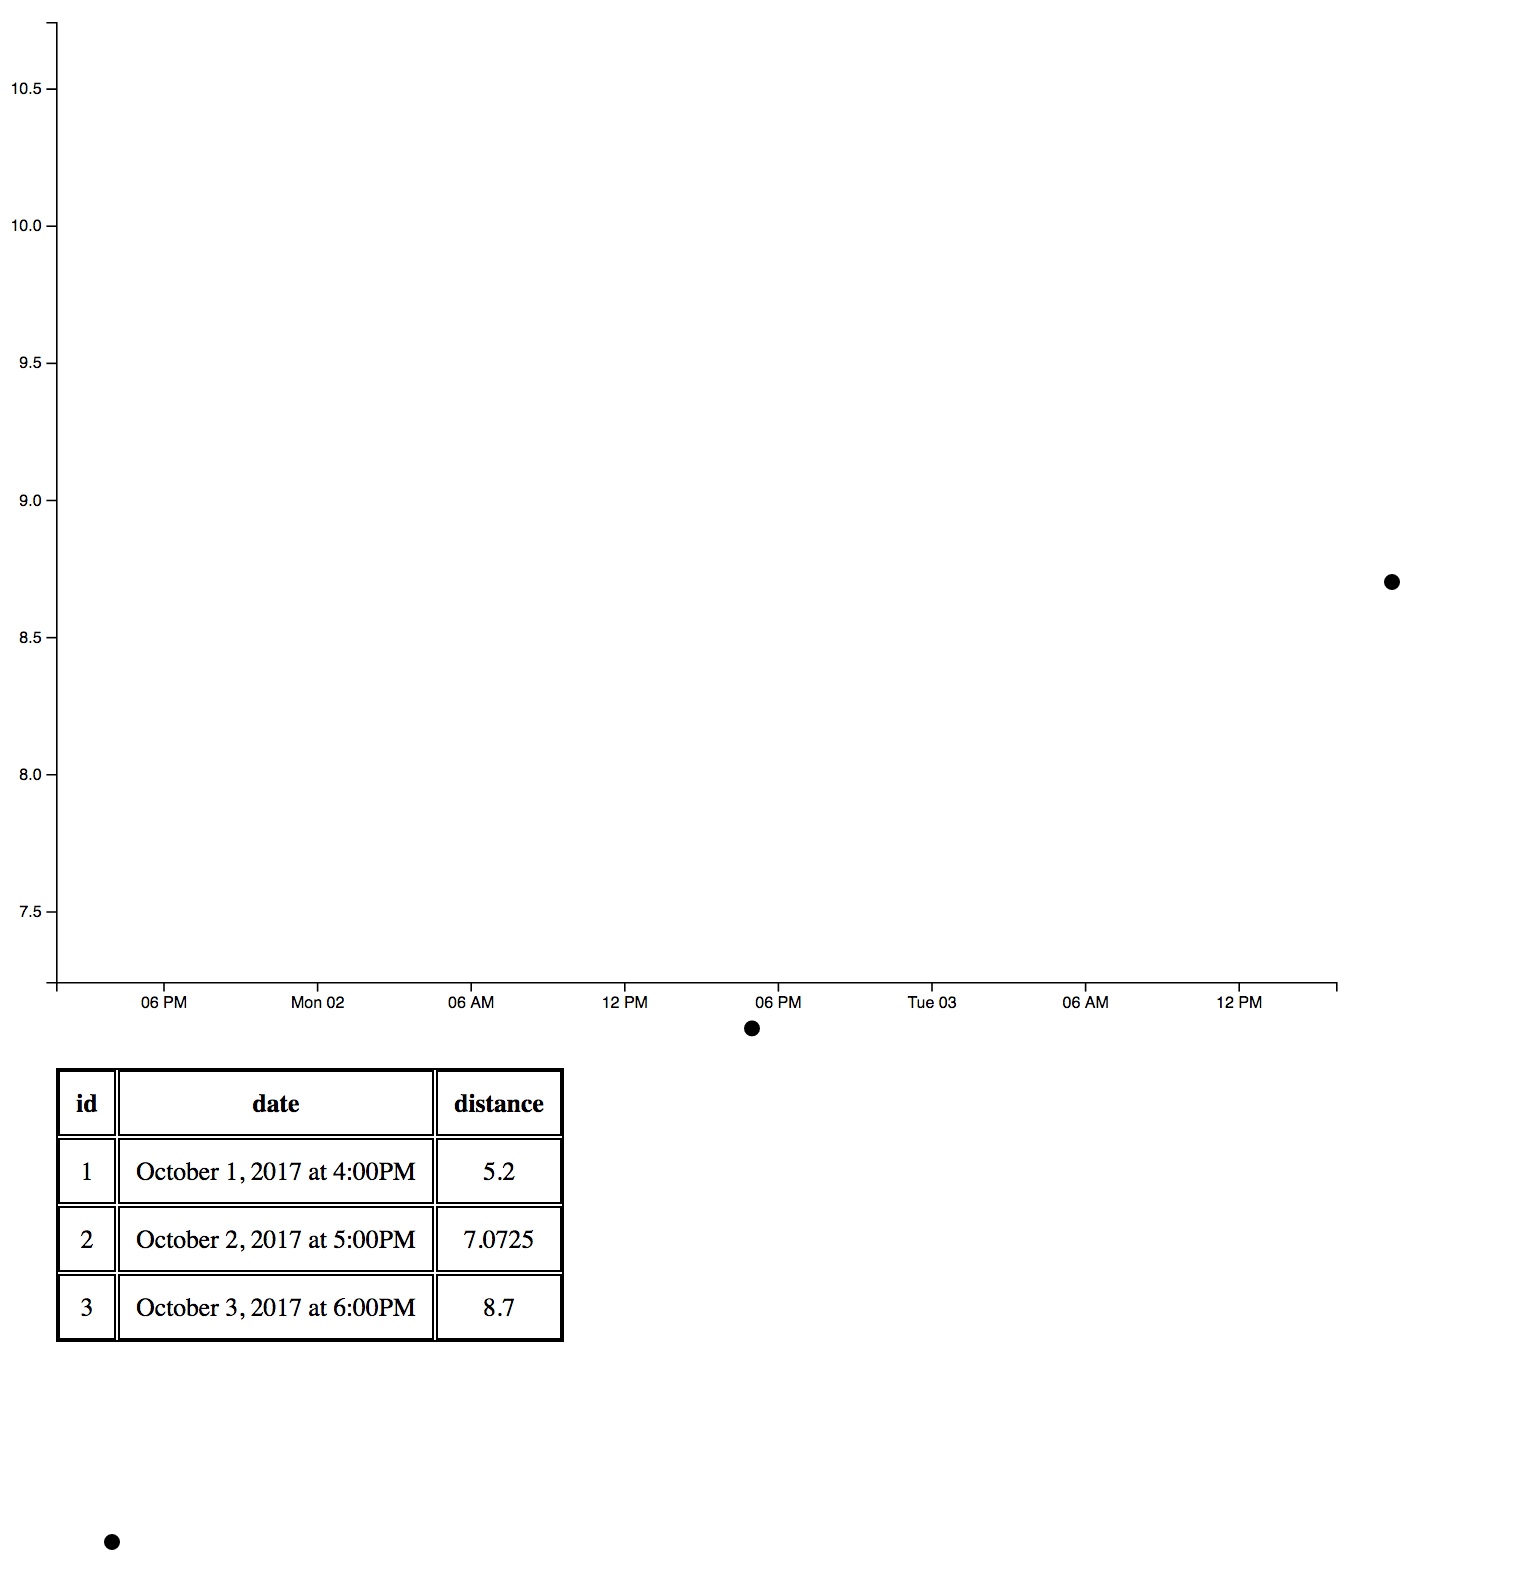 10.5
10.0
9.5
9.0
8.5
8.0
7.5
06 PM Mon 02 06 AM 12 PM 06 PM Tue 03 06 AM 12 PM
id date distance
1 October 1, 2017 at 4:00PM 5.2
2 October 2, 2017 at 5:00PM 7.0725
3 October 3, 2017 at 6:00PM 8.7